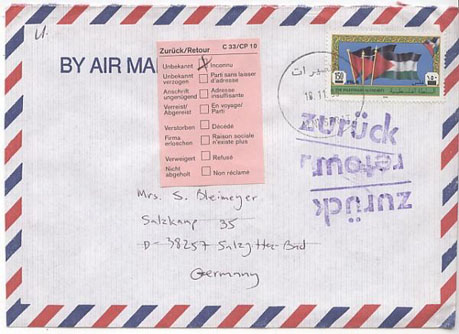 U.
BY AIR MA
Zurück/Retour C 33/CP 10
Unbekannt Inconnu
Unbekannt verzogen Parti sans laisser d'adresse
Anschrift ungenügend Adresse insuffisante
Verreist/ Abgereist En voyage/ Parti
Verstorben Décédé
Firma erloschen Raison sociale n'existe plus
Verweigert Refusé
Nicht abgeholt Non réclamé
150
zurück
retour
zurück
Mrs. S. Bleimeyer
Salzkamp 35
D-38257 Salzgitter-Bad
Germany